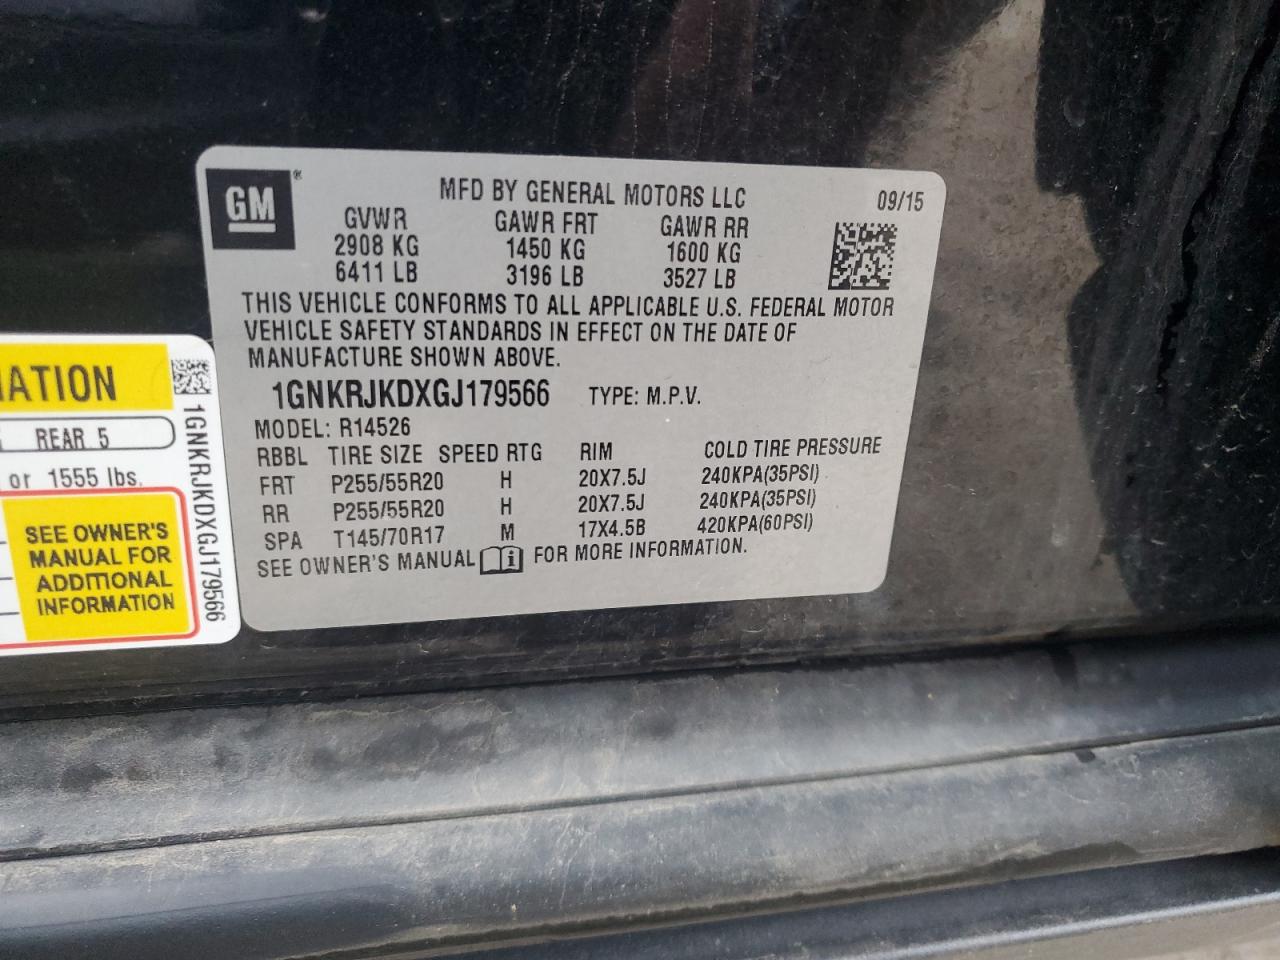 GM®
MFD BY GENERAL MOTORS LLC 09/15
GVWR GAWR FRT GAWR RR
2908 KG 1450 KG 1600 KG
6411 LB 3196 LB 3527 LB
THIS VEHICLE CONFORMS TO ALL APPLICABLE U.S. FEDERAL MOTOR
VEHICLE SAFETY STANDARDS IN EFFECT ON THE DATE OF
MANUFACTURE SHOWN ABOVE.
1GNKRJKDXGJ179566 TYPE: M.P.V.
MODEL: R14526
RBBL TIRE SIZE SPEED RTG RIM COLD TIRE PRESSURE
FRT P255/55R20 H 20X7.5J 240KPA(35PSI)
RR P255/55R20 H 20X7.5J 240KPA(35PSI)
SPA T145/70R17 M 17X4.5B 420KPA(60PSI)
SEE OWNER'S MANUAL i FOR MORE INFORMATION.
ATION
REAR 5
or 1555 lbs.
SEE OWNER'S
MANUAL FOR
ADDITIONAL
INFORMATION
1GNKRJKDXGJ179566